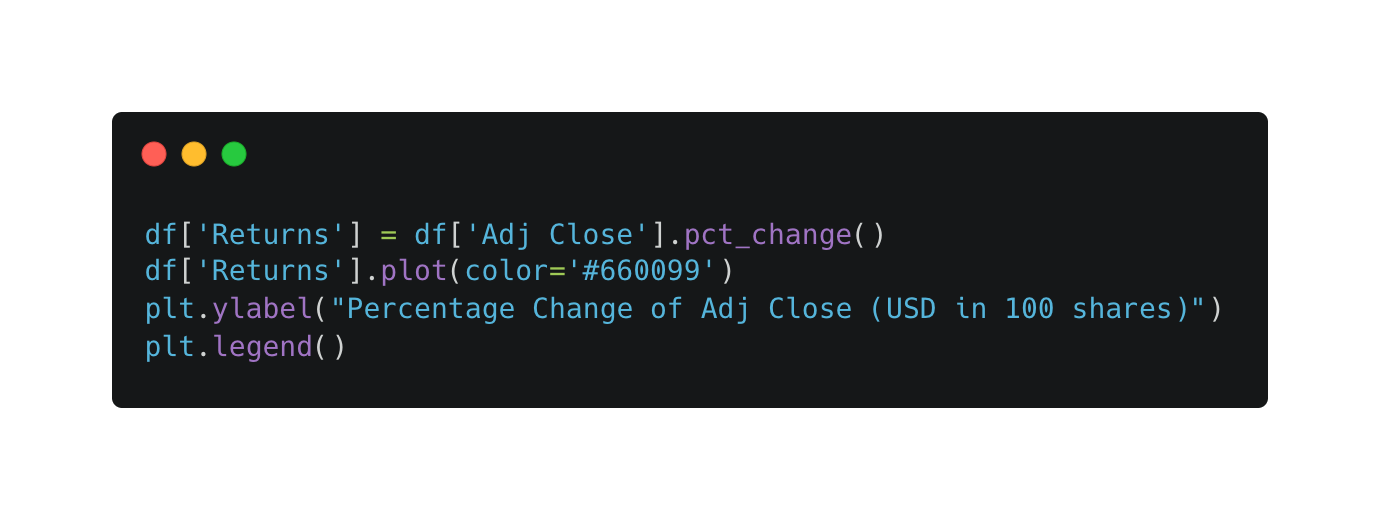 df['Returns'] = df['Adj Close'].pct_change()
df['Returns'].plot(color='#660099')
plt.ylabel("Percentage Change of Adj Close (USD in 100 shares)")
plt.legend()